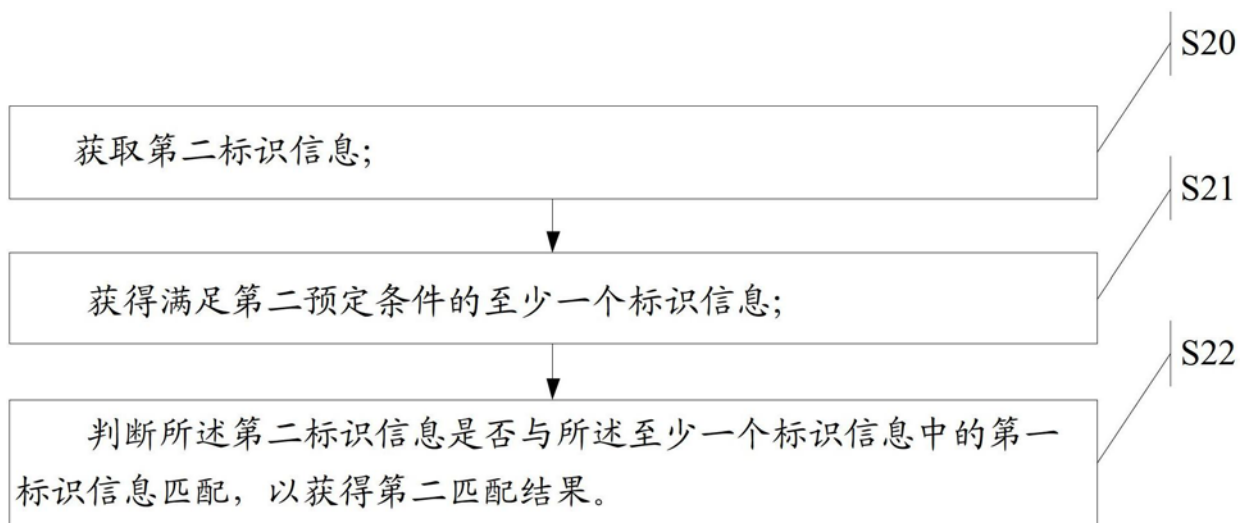 S20
获取第二标识信息;
S21
获得满足第二预定条件的至少一个标识信息;
S22
判断所述第二标识信息是否与所述至少一个标识信息中的第一
标识信息匹配，以获得第二匹配结果。